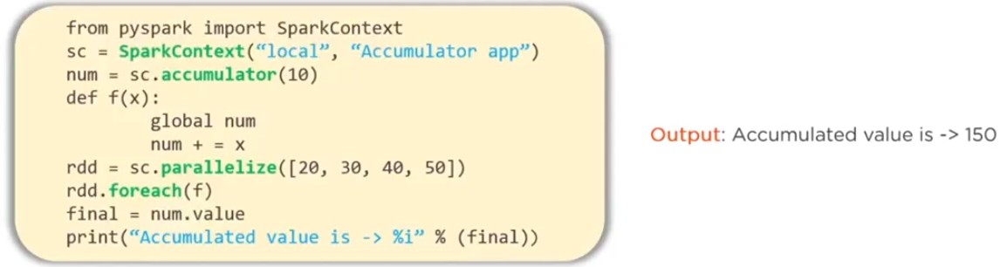 from pyspark import SparkContext
sc = SparkContext(“local”, “Accumulator app”)
num = sc.accumulator(10)
def f(x):
global num
num + = x
rdd = sc.parallelize([20, 30, 40, 50])
rdd.foreach(f)
final = num.value
print(“Accumulated value is -> %i” % (final))
Output: Accumulated value is -> 150